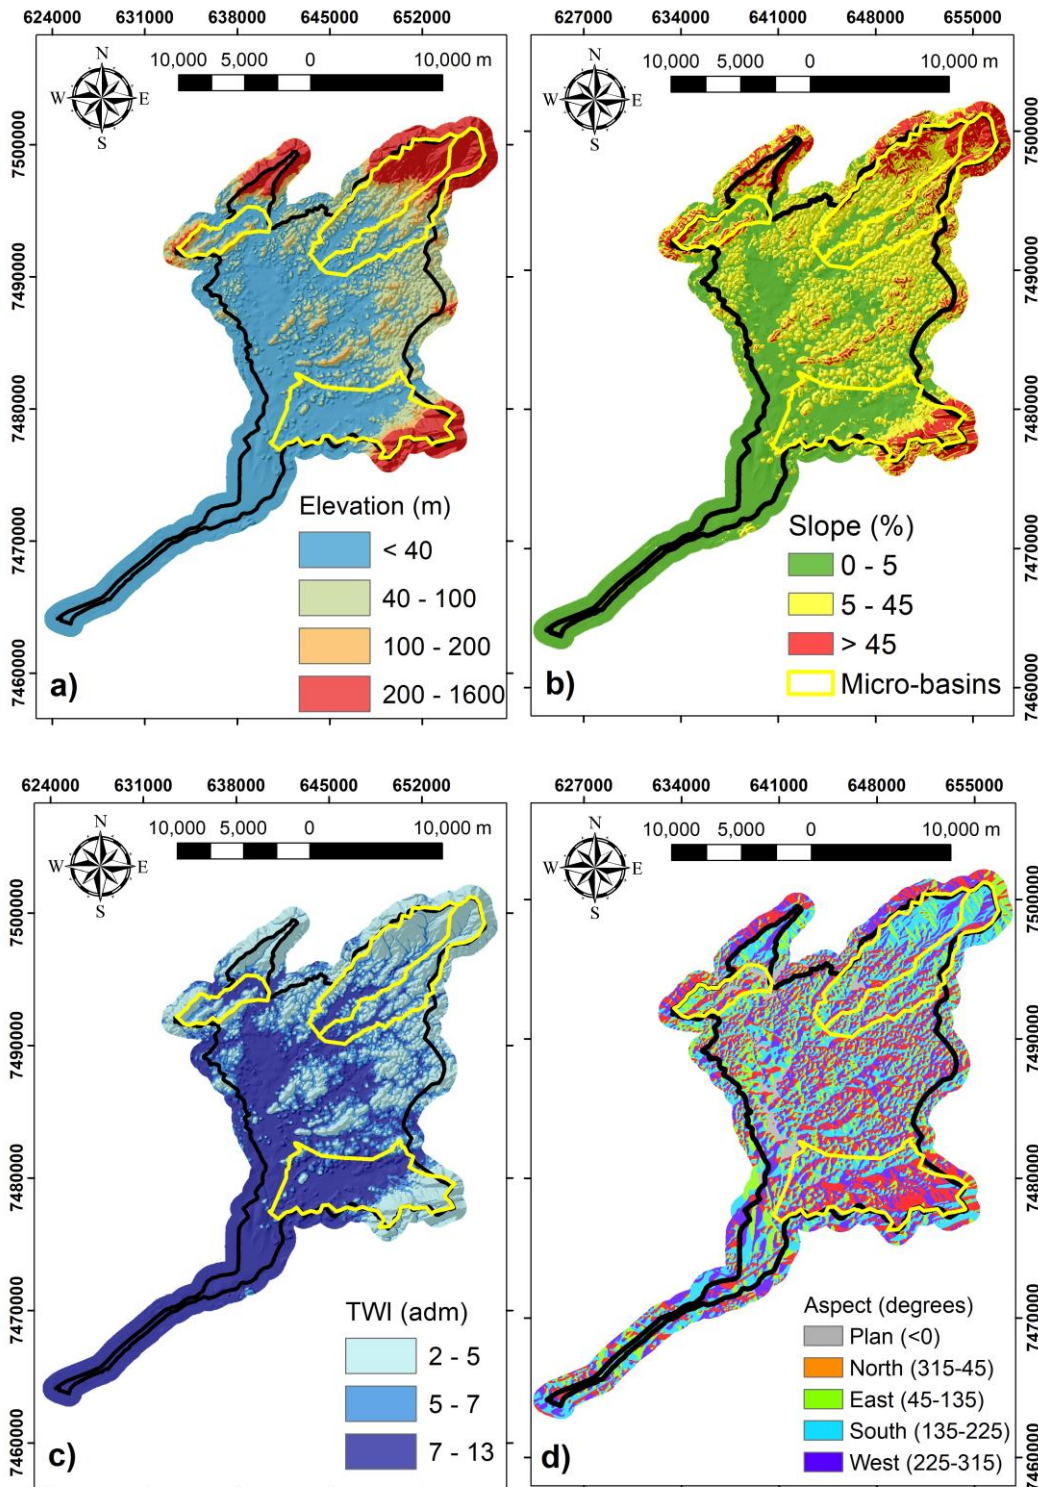 624000 631000 638000 645000 652000
N
W E
S
10,000 5,000 0 10,000 m
7500000
7490000
7480000
7470000
7460000
Elevation (m)
< 40
40 - 100
100 - 200
200 - 1600
a)
627000 634000 641000 648000 655000
N
W E
S
10,000 5,000 0 10,000 m
7500000
7490000
7480000
7470000
7460000
Slope (%)
0 - 5
5 - 45
> 45
Micro-basins
b)
624000 631000 638000 645000 652000
N
W E
S
10,000 5,000 0 10,000 m
7500000
7490000
7480000
7470000
7460000
TWI (adm)
2 - 5
5 - 7
7 - 13
c)
627000 634000 641000 648000 655000
N
W E
S
10,000 5,000 0 10,000 m
7500000
7490000
7480000
7470000
7460000
Aspect (degrees)
Plan (<0)
North (315-45)
East (45-135)
South (135-225)
West (225-315)
d)